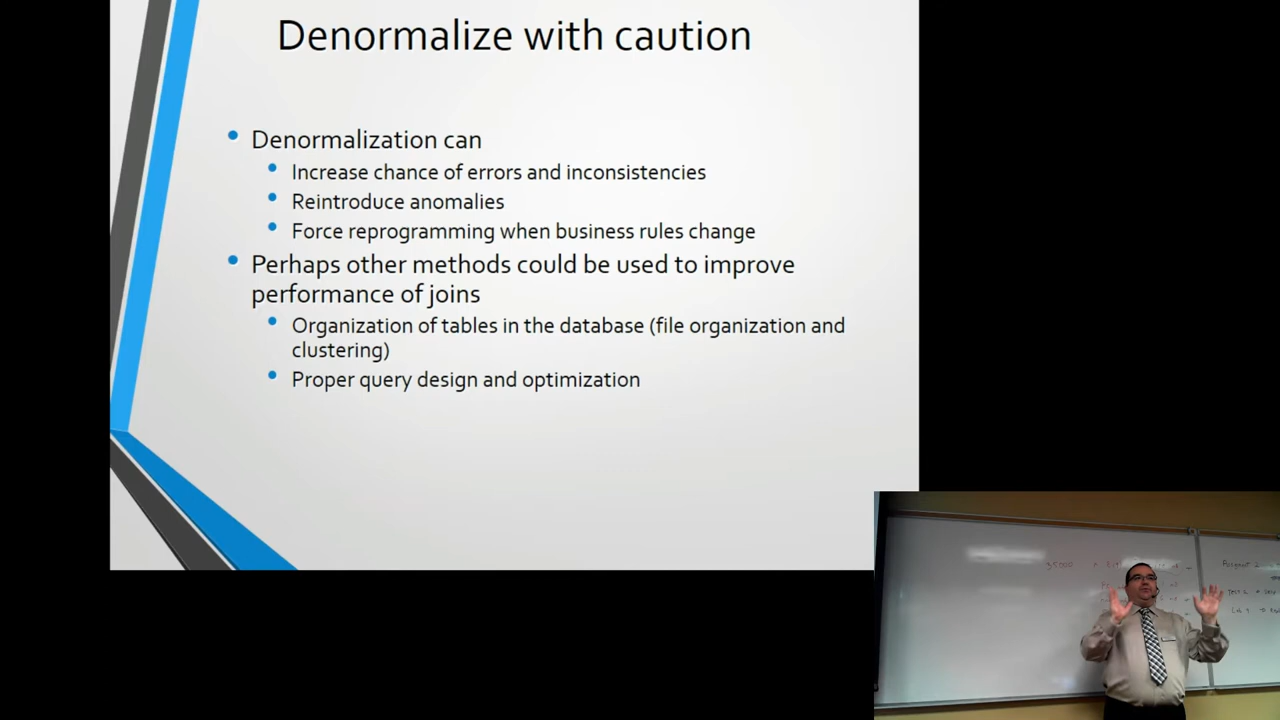 Denormalize with caution
Denormalization can
Increase chance of errors and inconsistencies
Reintroduce anomalies
Force reprogramming when business rules change
Perhaps other methods could be used to improve
performance of joins
Organization of tables in the database (file organization and
clustering)
Proper query design and optimization
35000